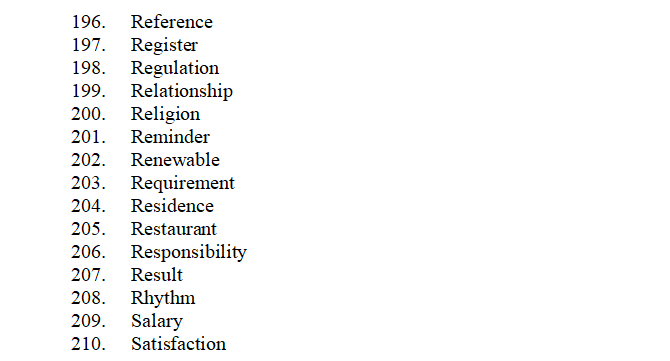 196. Reference
197. Register
198. Regulation
199. Relationship
200. Religion
201. Reminder
202. Renewable
203. Requirement
204. Residence
205. Restaurant
206. Responsibility
207. Result
208. Rhythm
209. Salary
210. Satisfaction